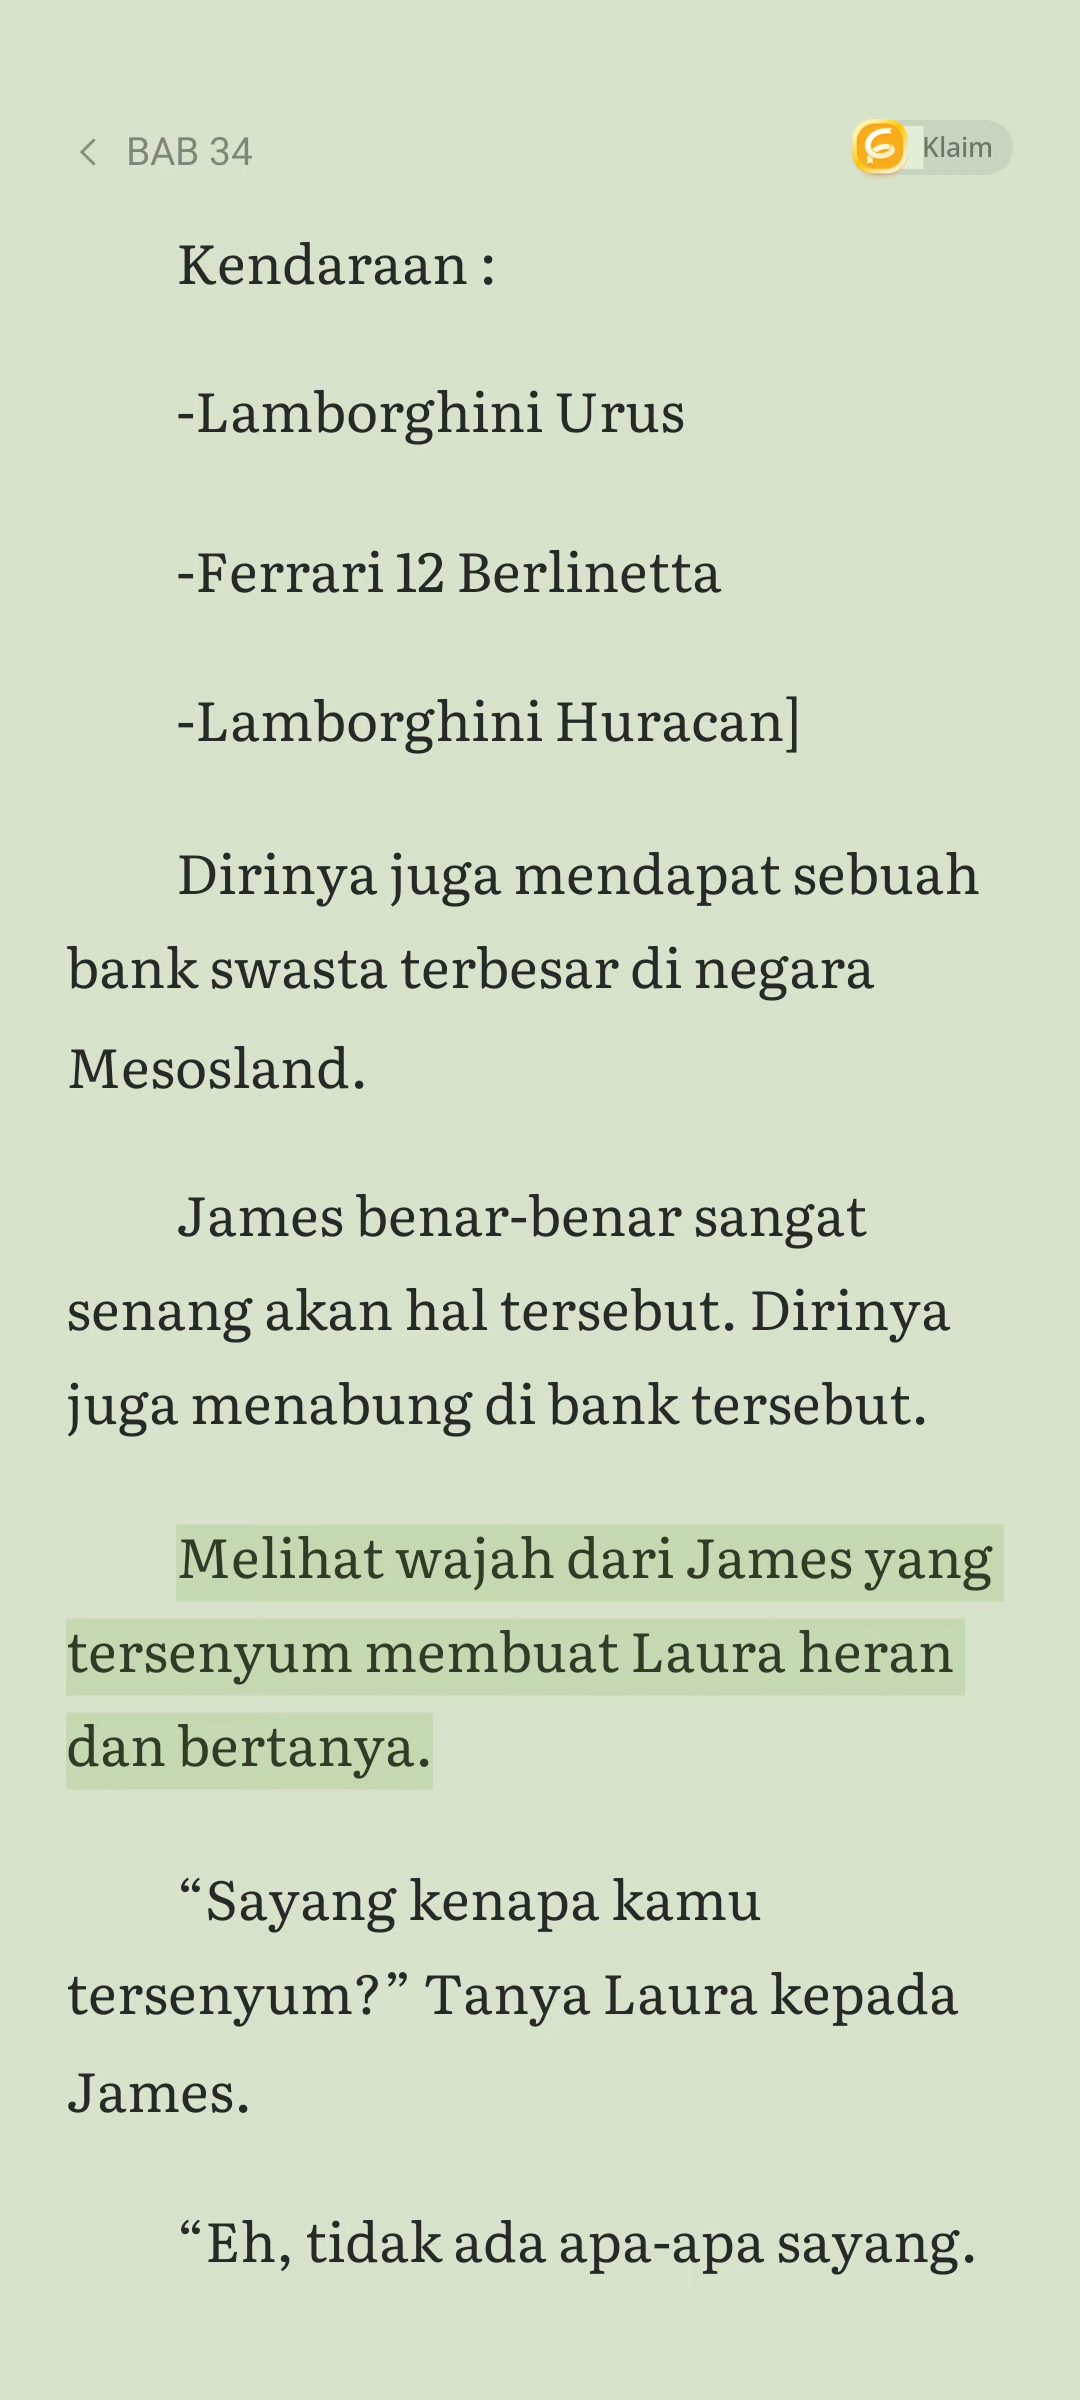 BAB 34
Klaim
Kendaraan :
-Lamborghini Urus
-Ferrari 12 Berlinetta
-Lamborghini Huracan]
Dirinya juga mendapat sebuah
bank swasta terbesar di negara
Mesosland.
James benar-benar sangat
senang akan hal tersebut. Dirinya
juga menabung di bank tersebut.
Melihat wajah dari James yang
tersenyum membuat Laura heran
dan bertanya.
“Sayang kenapa kamu
tersenyum?” Tanya Laura kepada
James.
“Eh, tidak ada apa-apa sayang.